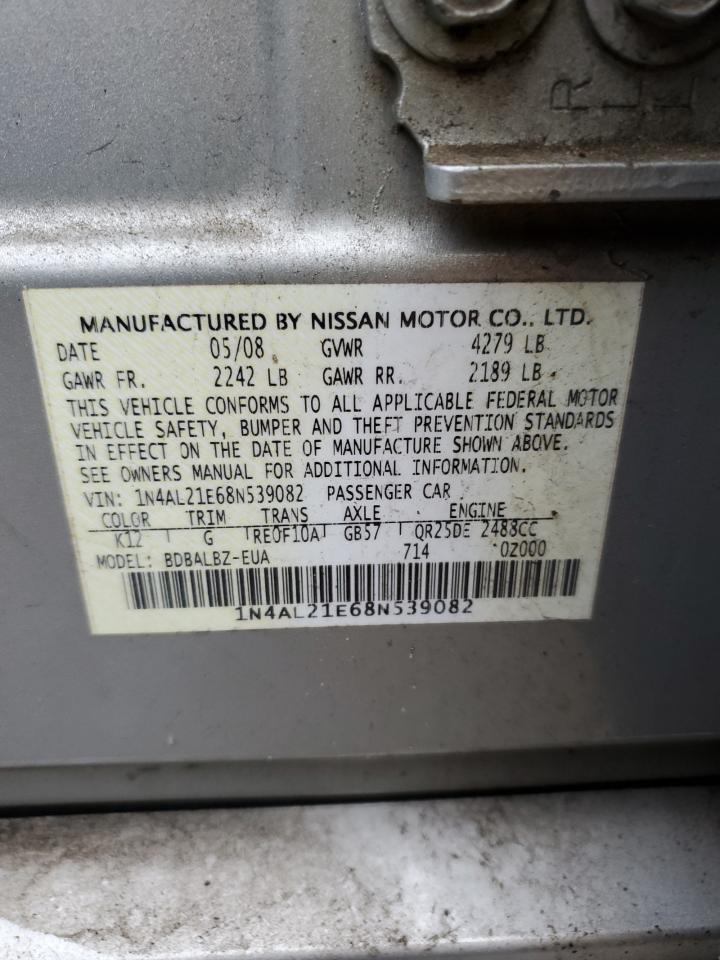 R
L L
MANUFACTURED BY NISSAN MOTOR CO., LTD.
DATE 05/08 GVWR 4279 LB
GAWR FR. 2242 LB GAWR RR. 2189 LB
THIS VEHICLE CONFORMS TO ALL APPLICABLE FEDERAL MOTOR
VEHICLE SAFETY, BUMPER AND THEFT PREVENTION STANDARDS
IN EFFECT ON THE DATE OF MANUFACTURE SHOWN ABOVE.
SEE OWNERS MANUAL FOR ADDITIONAL INFORMATION.
VIN: 1N4AL21E68N539082 PASSENGER CAR
COLOR TRIM TRANS AXLE ENGINE
K12 G RE0F10A GB57 QR25DE 2488CC
MODEL: BDBALBZ-EUA 714 0Z000
1N4AL21E68N539082